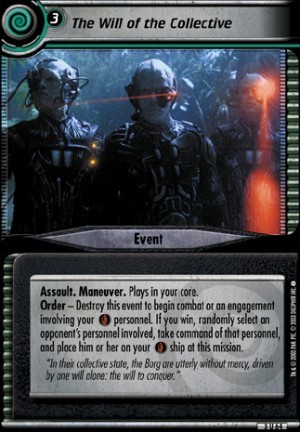 3
The Will of the Collective
Event
Assault. Maneuver. Plays in your core.
Order – Destroy this event to begin combat or an engagement
involving your personnel. If you win, randomly select an
opponent's personnel involved, take command of that personnel,
and place him or her on your ship at this mission.
"In their collective state, the Borg are utterly without mercy, driven
by one will alone: the will to conquer."